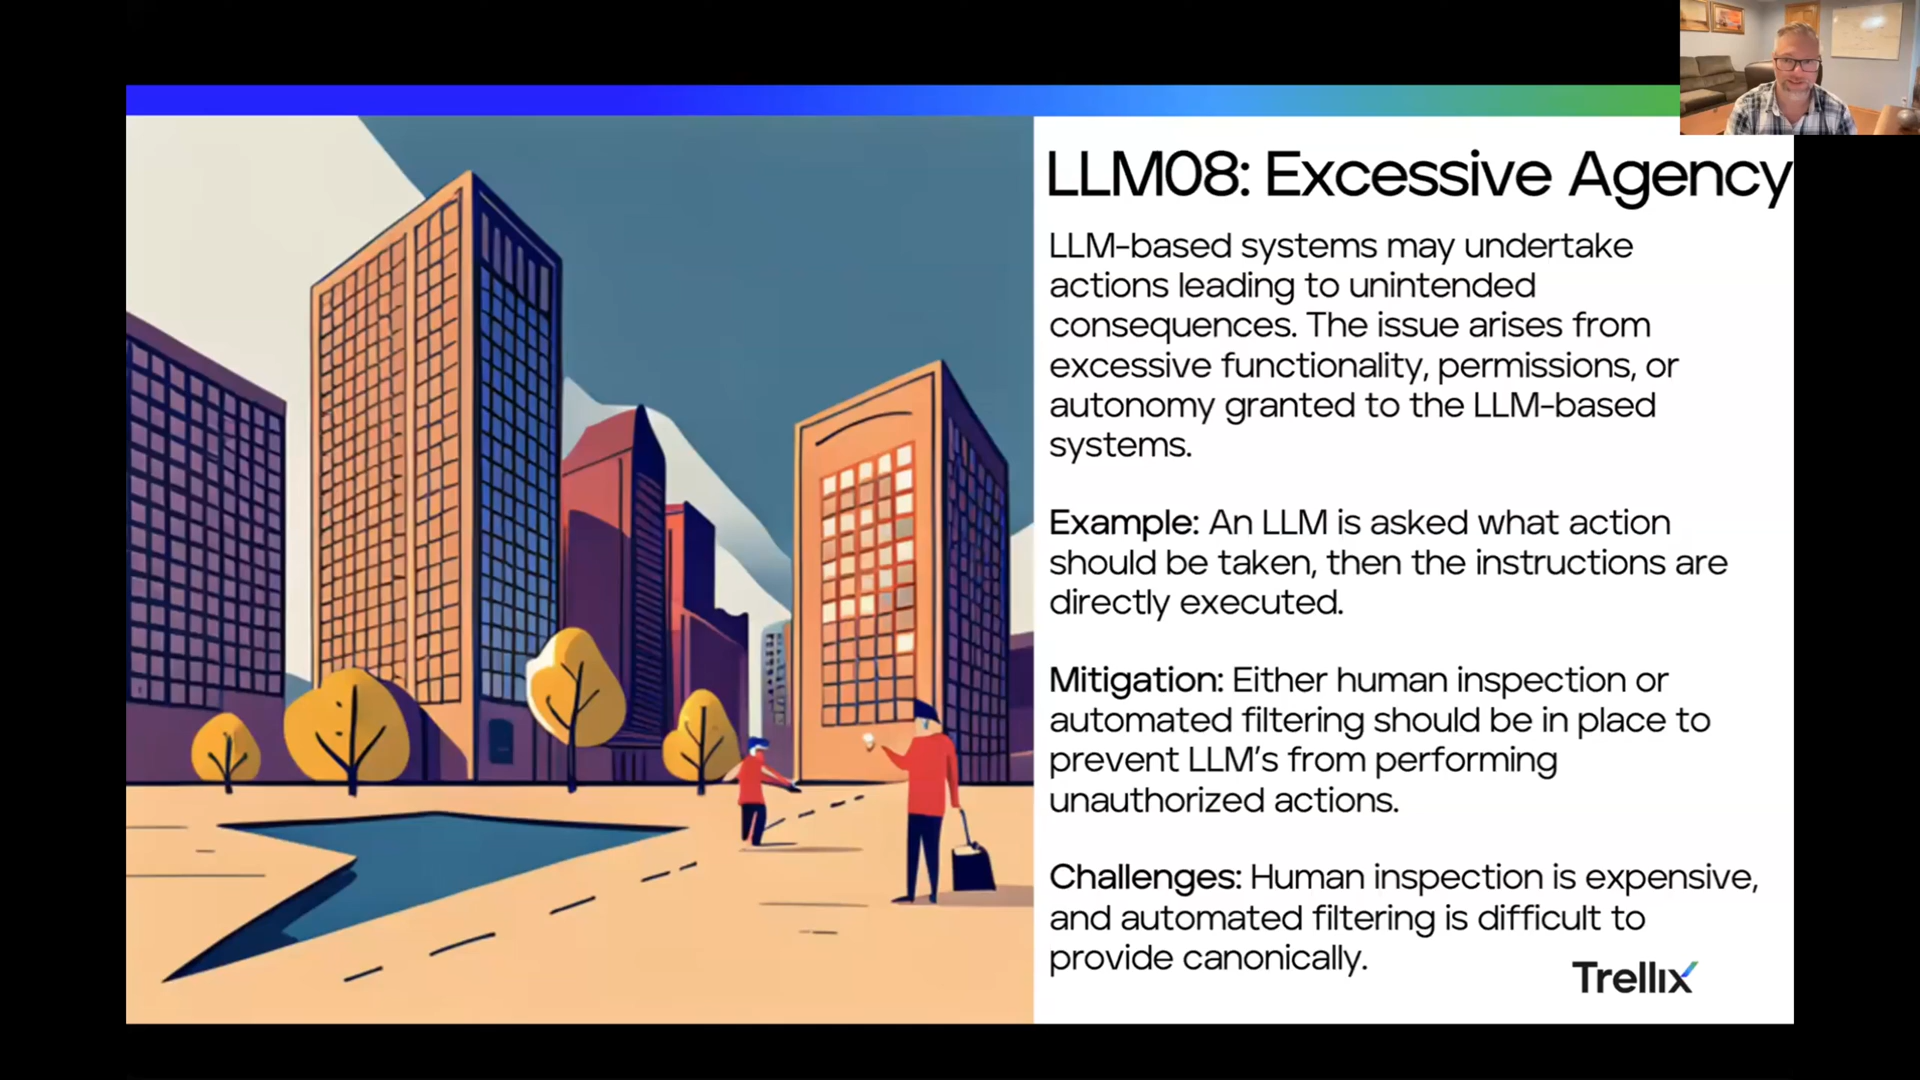 LLM08: Excessive Agency
LLM-based systems may undertake
actions leading to unintended
consequences. The issue arises from
excessive functionality, permissions, or
autonomy granted to the LLM-based
systems.
Example: An LLM is asked what action
should be taken, then the instructions are
directly executed.
Mitigation: Either human inspection or
automated filtering should be in place to
prevent LLM's from performing
unauthorized actions.
Challenges: Human inspection is expensive,
and automated filtering is difficult to
provide canonically.
Trellix